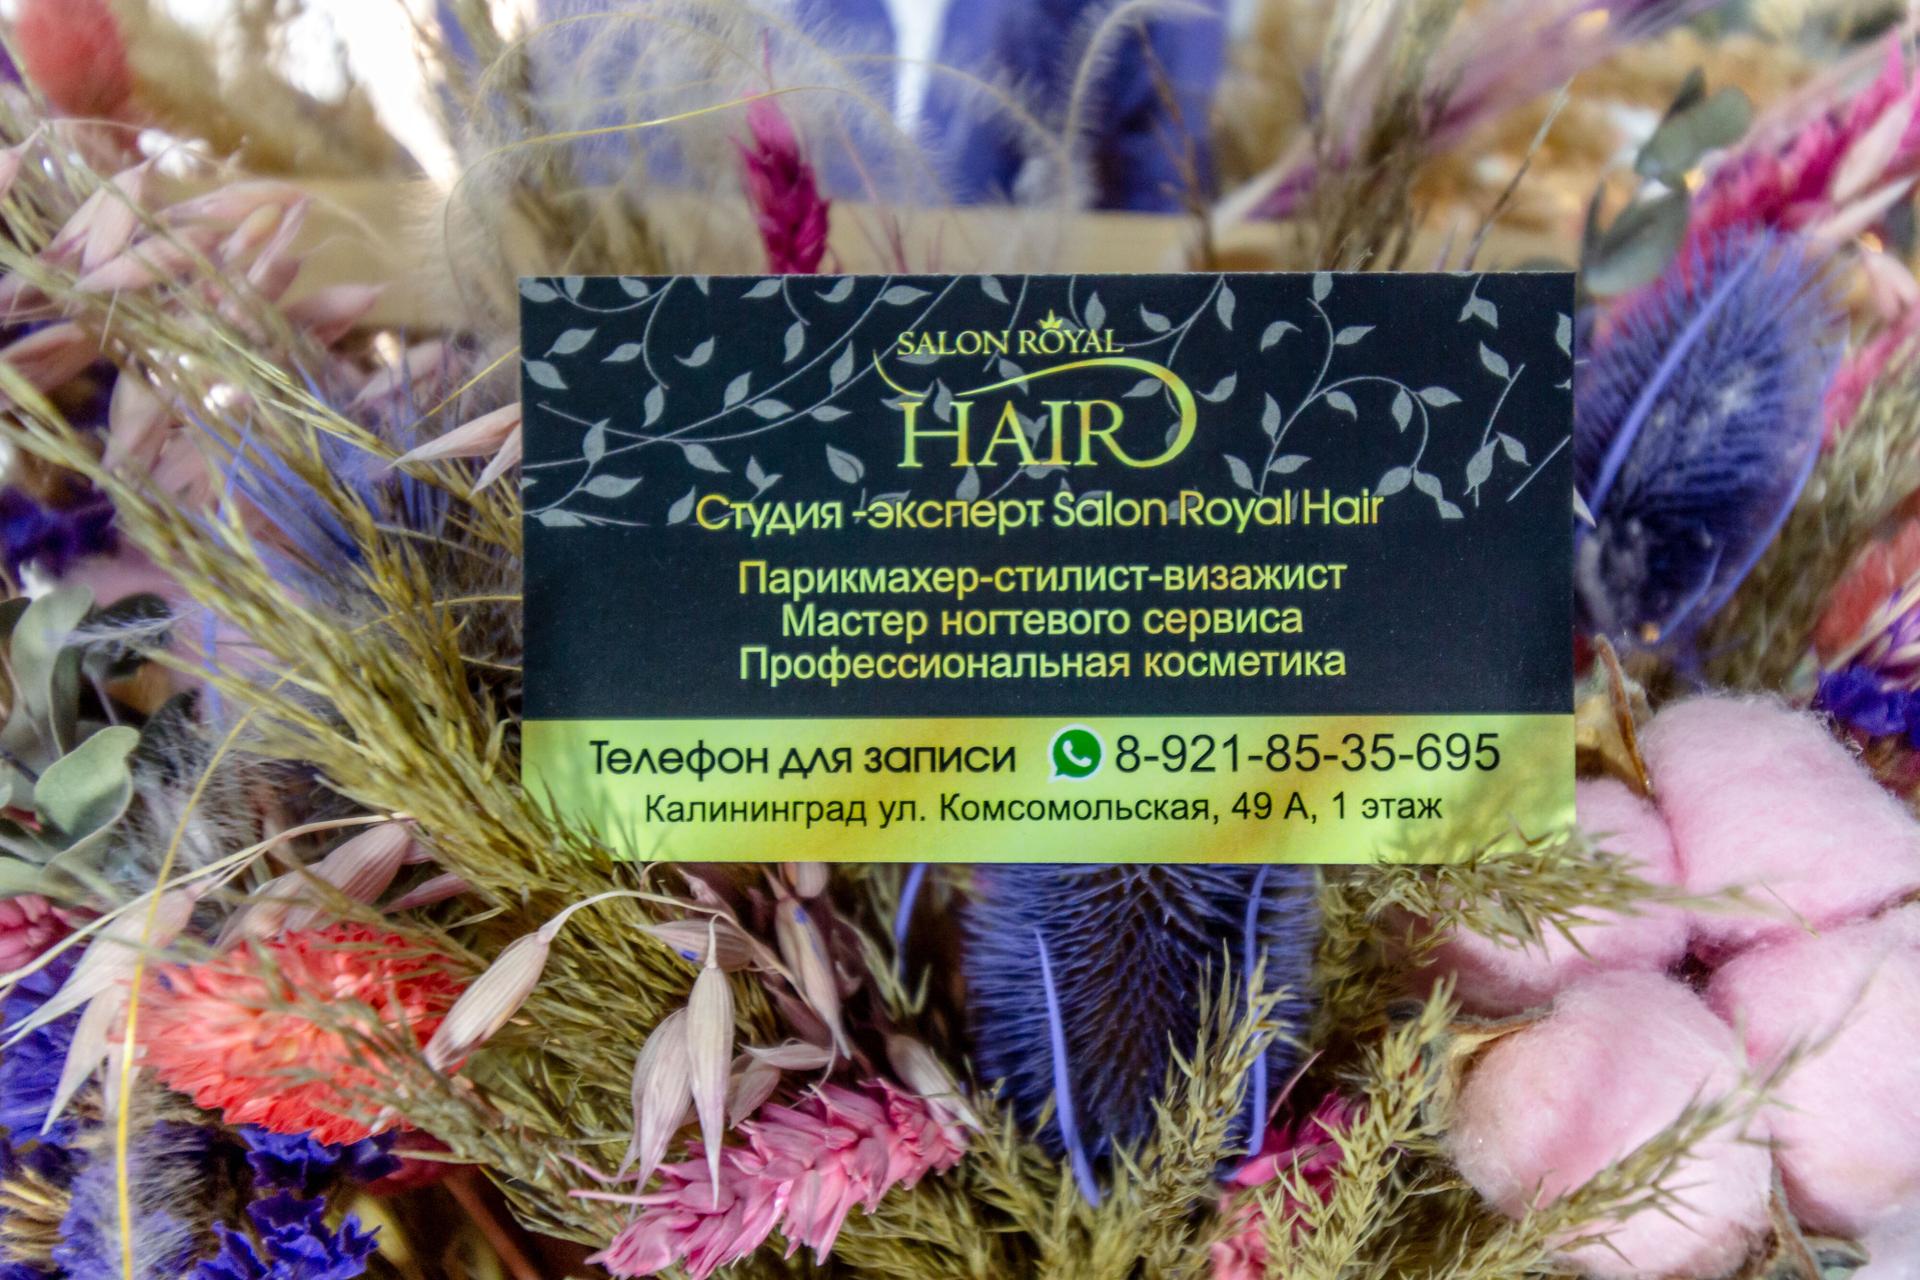 SALON ROYAL
HAIR
Студия -эксперт Salon Royal Hair
Парикмахер-стилист-визажист
Мастер ногтевого сервиса
Профессиональная косметика
Телефон для записи 8-921-85-35-695
Калининград ул. Комсомольская, 49 А, 1 этаж